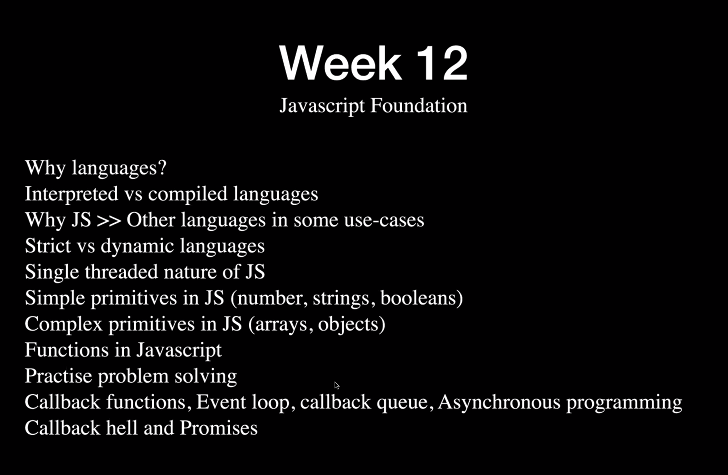 Week 12
Javascript Foundation
Why languages?
Interpreted vs compiled languages
Why JS >> Other languages in some use-cases
Strict vs dynamic languages
Single threaded nature of JS
Simple primitives in JS (number, strings, booleans)
Complex primitives in JS (arrays, objects)
Functions in Javascript
Practise problem solving
Callback functions, Event loop, callback queue, Asynchronous programming
Callback hell and Promises